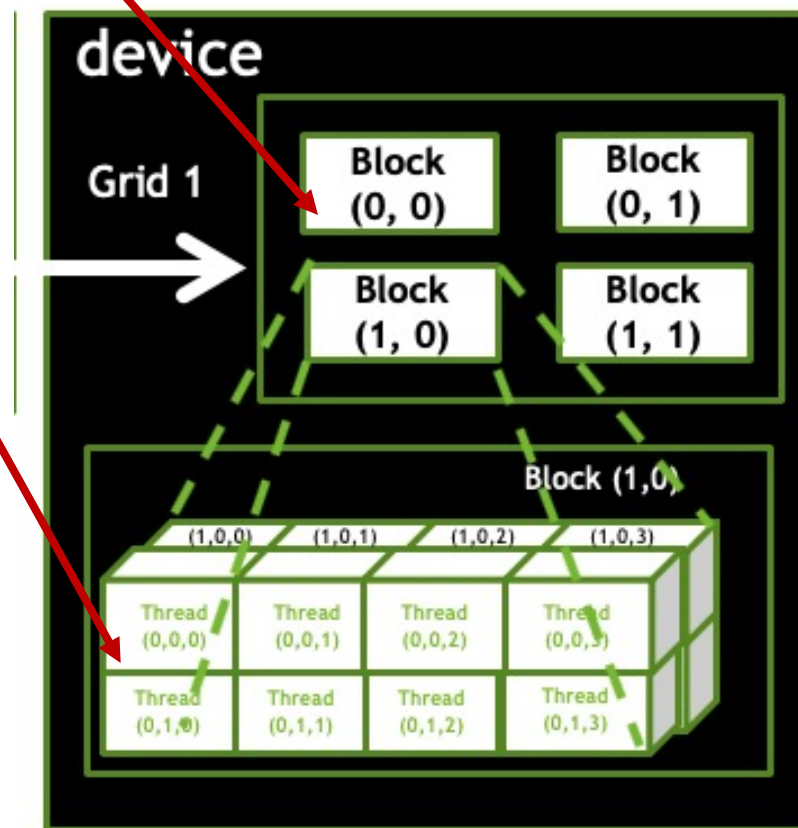 device
Grid 1
Block
(0, 0)
Block
(0, 1)
Block
(1, 0)
Block
(1, 1)
Block (1,0)
(1,0,0) (1,0,1) (1,0,2) (1,0,3)
Thread
(0,0,0)
Thread
(0,0,1)
Thread
(0,0,2)
Thread
(0,0,3)
Thread
(0,1,0)
Thread
(0,1,1)
Thread
(0,1,2)
Thread
(0,1,3)